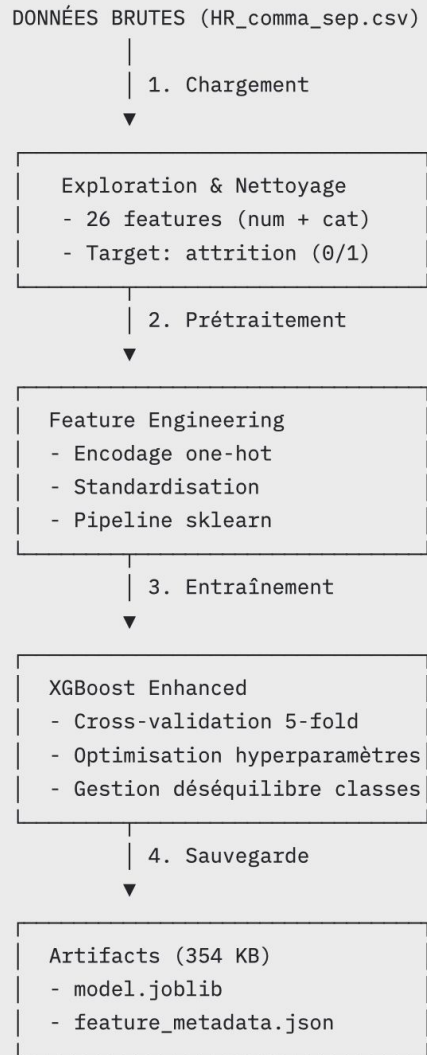 DONNÉES BRUTES (HR_comma_sep.csv)
1. Chargement
Exploration & Nettoyage
- 26 features (num + cat)
- Target: attrition (0/1)
2. Prétraitement
Feature Engineering
- Encodage one-hot
- Standardisation
- Pipeline sklearn
3. Entraînement
XGBoost Enhanced
- Cross-validation 5-fold
- Optimisation hyperparamètres
- Gestion déséquilibre classes
4. Sauvegarde
Artifacts (354 KB)
- model.joblib
- feature_metadata.json